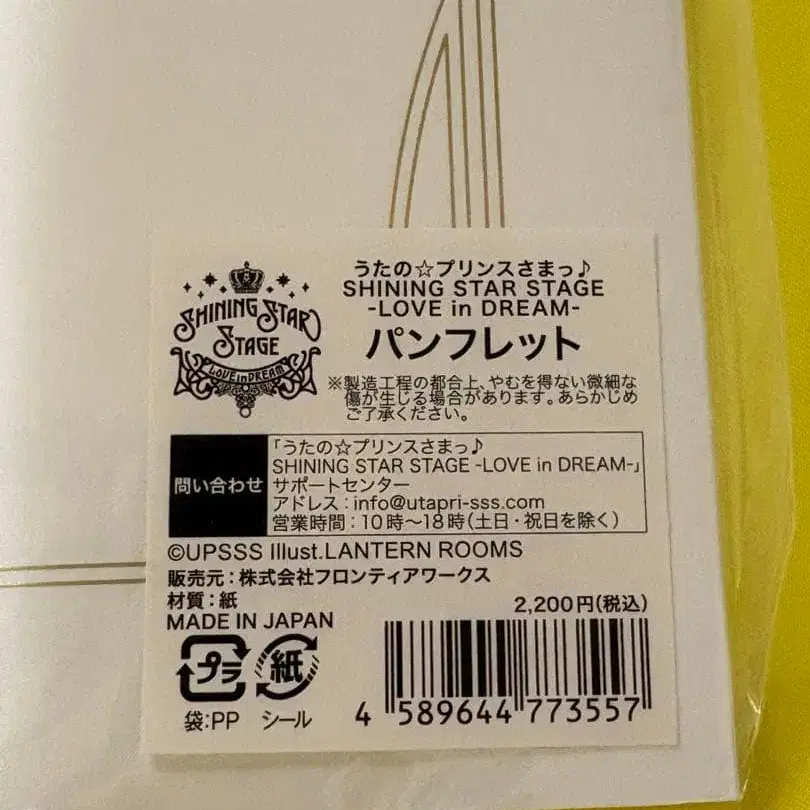 SHINING STAR
STAGE
LOVE in DREAM
うたの☆プリンスさまっ♪
SHINING STAR STAGE
-LOVE in DREAM-
パンフレット
※製造工程の都合上、やむを得ない微細な
傷が生じる場合があります。あらかじめ
ご了承ください。
問い合わせ
「うたの☆プリンスさまっ♪
SHINING STAR STAGE -LOVE in DREAM-」
サポートセンター
アドレス：info@utapri-sss.com
営業時間：10時〜18時(土日・祝日を除く)
©UPSSS Illust.LANTERN ROOMS
販売元：株式会社フロンティアワークス
材質：紙
2,200円(税込)
MADE IN JAPAN
プラ
紙
袋:PP
シール
4 589644 773557